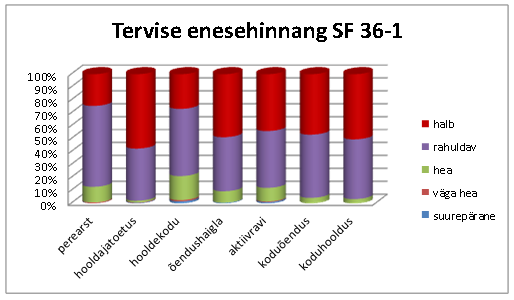 Tervise enesehinnang SF 36-1
100%
90%
80%
70%
60%
50%
40%
30%
20%
10%
0%
perearst
hooldajatoetus
hooldekodu
õendushaigla
aktiivravi
koduõendus
koduhooldus
halb
rahuldav
hea
väga hea
suurepärane